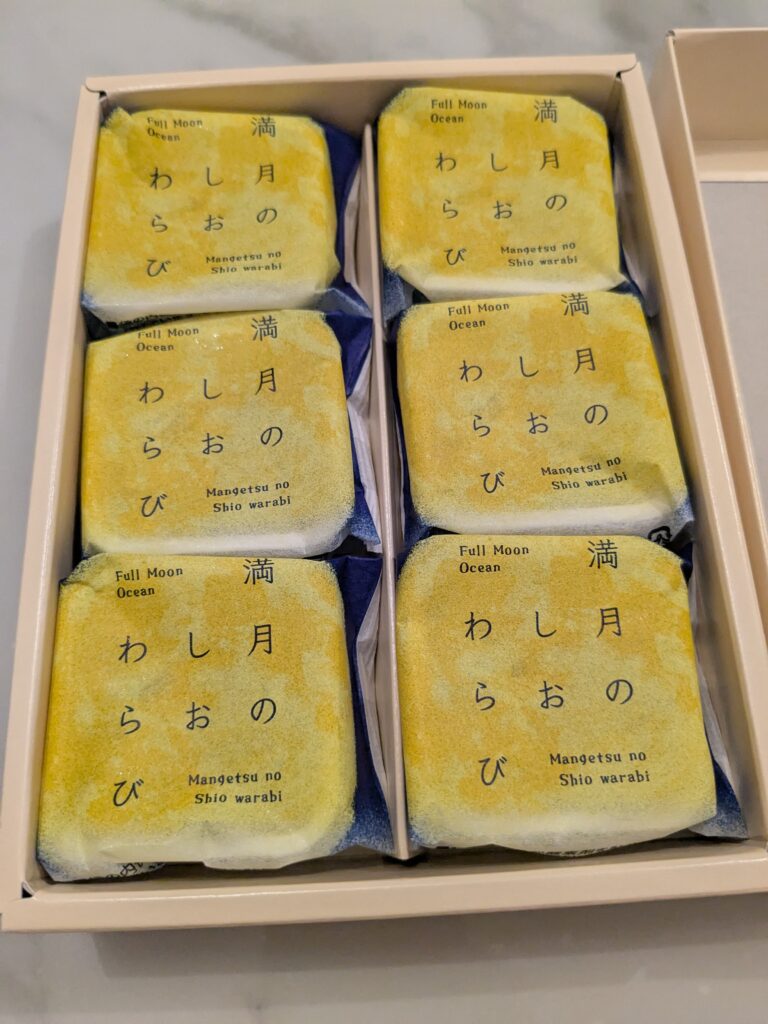 Full Moon
Ocean
満月の
しお
わらび
Mangetsu no
Shio warabi
Full Moon
Ocean
満月の
しお
わらび
Mangetsu no
Shio warabi
Full Moon
Ocean
満月の
しお
わらび
Mangetsu no
Shio warabi
Full Moon
Ocean
満月の
しお
わらび
Mangetsu no
Shio warabi
Full Moon
Ocean
満月の
しお
わらび
Mangetsu no
Shio warabi
Full Moon
Ocean
満月の
しお
わらび
Mangetsu no
Shio warabi